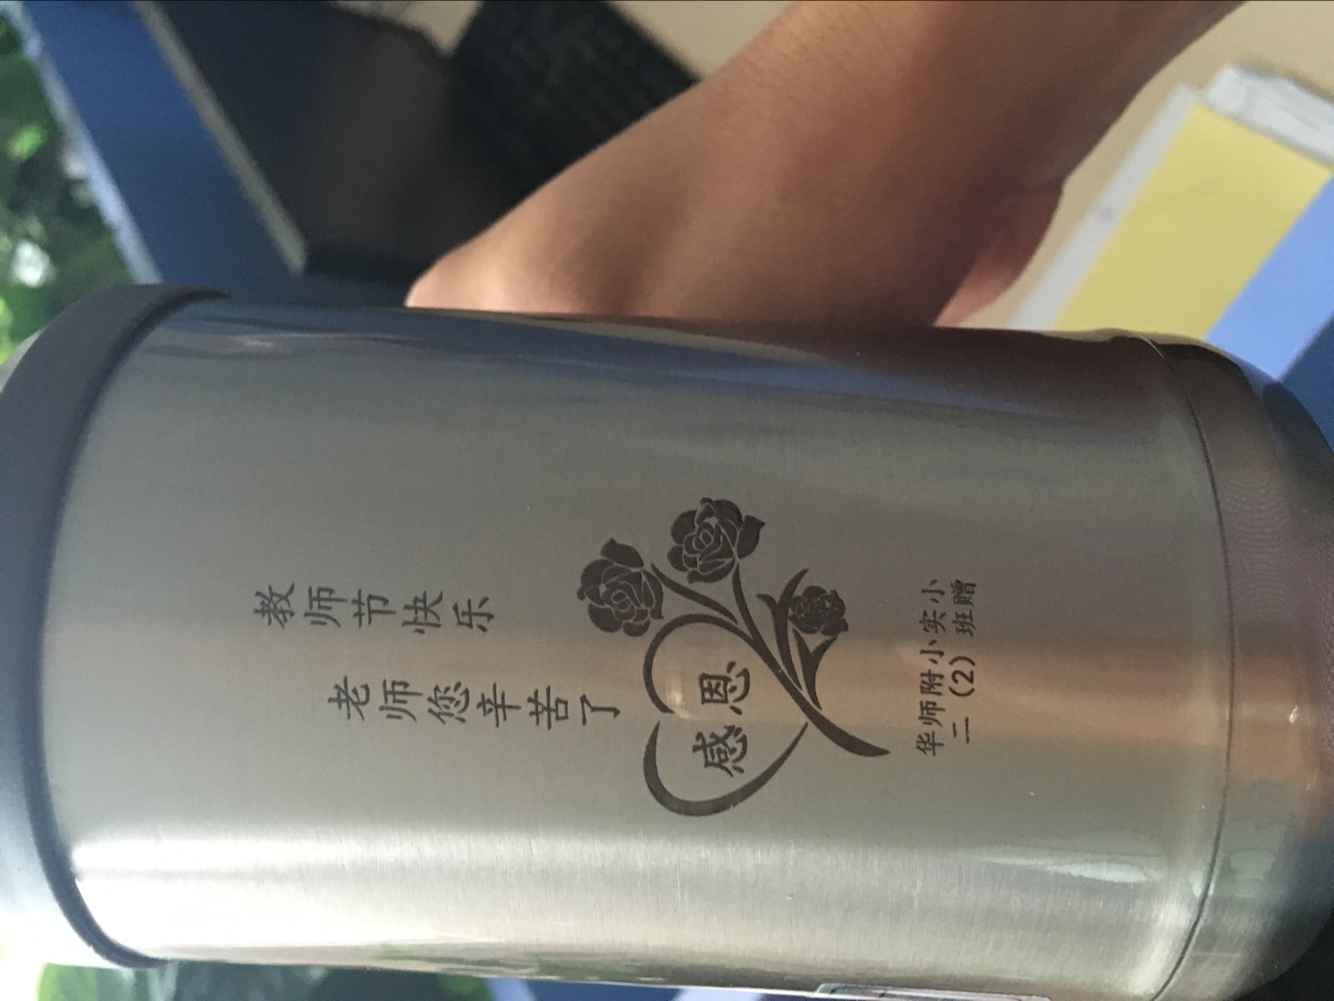 教师节快乐
老师您辛苦了
感恩
华师附小实小
二（2）班赠